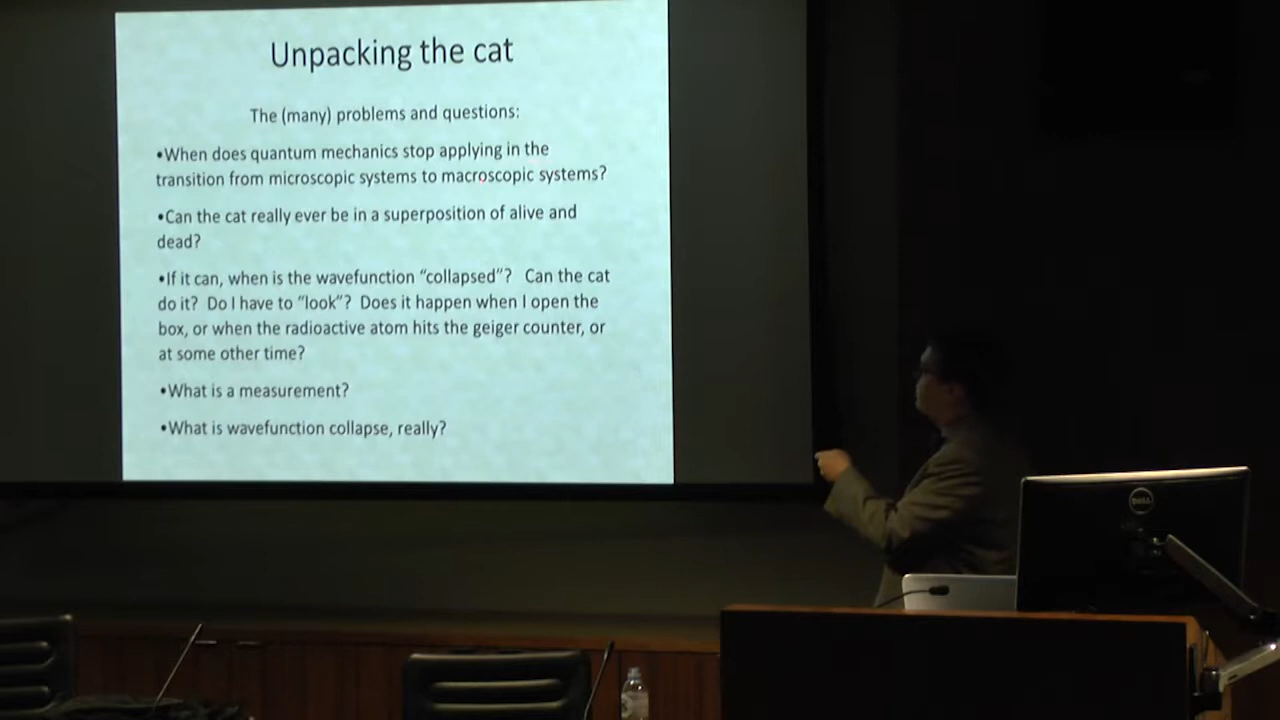 Unpacking the cat
The (many) problems and questions:
•When does quantum mechanics stop applying in the
transition from microscopic systems to macroscopic systems?
•Can the cat really ever be in a superposition of alive and
dead?
•If it can, when is the wavefunction “collapsed”? Can the cat
do it? Do I have to “look”? Does it happen when I open the
box, or when the radioactive atom hits the geiger counter, or
at some other time?
•What is a measurement?
•What is wavefunction collapse, really?
DELL